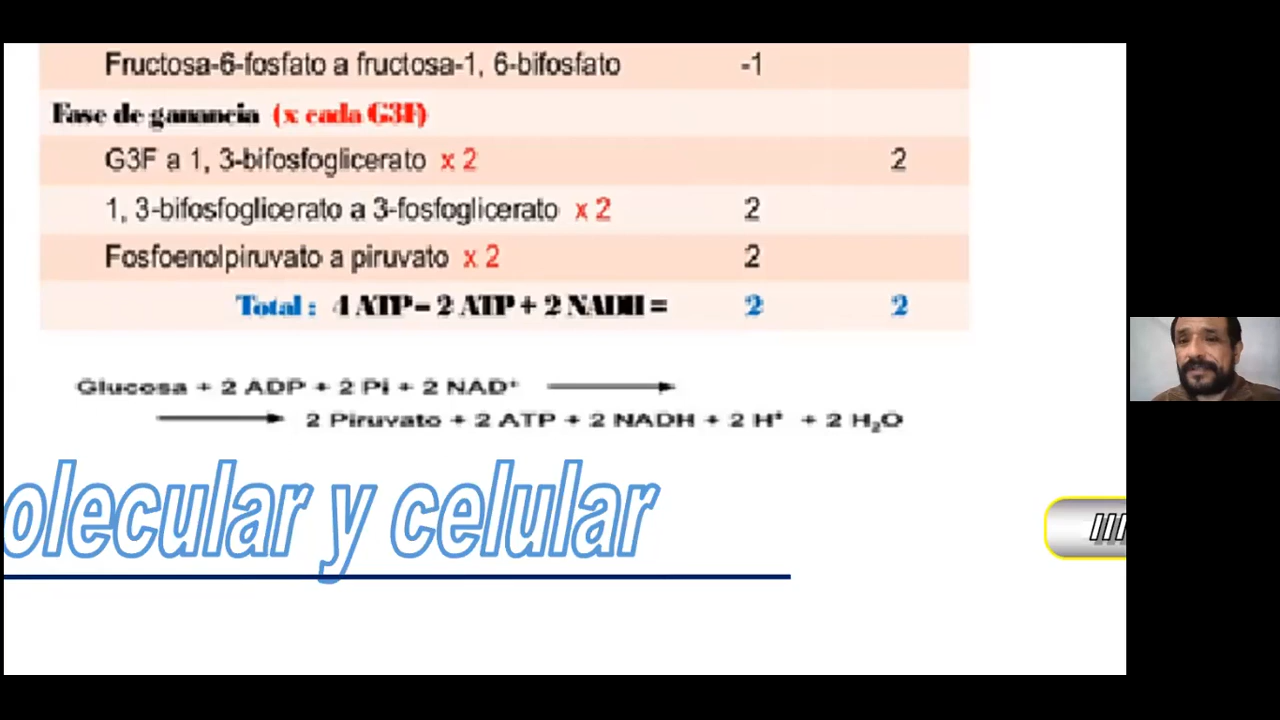 Fructosa-6-fosfato a fructosa-1, 6-bifosfato -1
Fase de ganancia (x cada G3F)
G3F a 1, 3-bifosfoglicerato x 2 2
1, 3-bifosfoglicerato a 3-fosfoglicerato x 2 2
Fosfoenolpiruvato a piruvato x 2 2
Total : 4 ATP – 2 ATP + 2 NADH = 2 2
Glucosa + 2 ADP + 2 Pi + 2 NAD⁺ →
→ 2 Piruvato + 2 ATP + 2 NADH + 2 H⁺ + 2 H₂O
olecular y celular
III